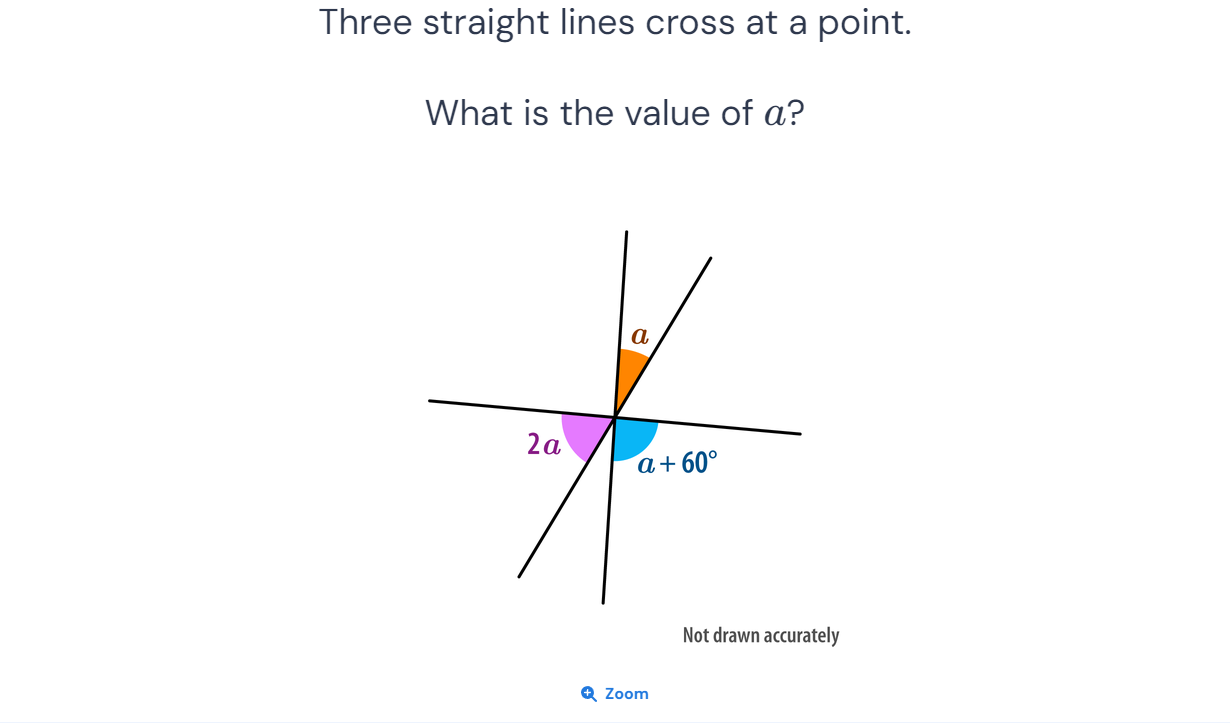 Three straight lines cross at a point.
What is the value of a?
a
2a
a + 60°
Not drawn accurately
Zoom